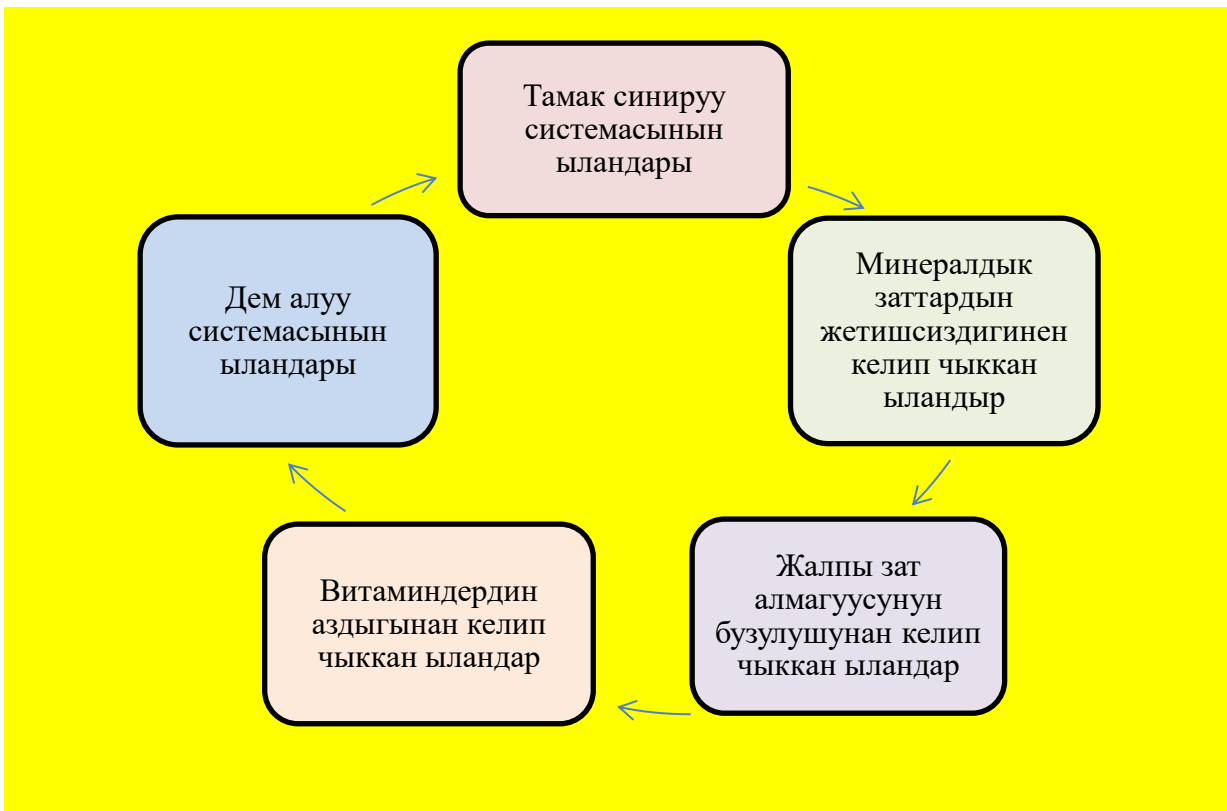 Тамак синируу
системасынын
ыландары
Минералдык
заттардын
жетишсиздигинен
келип чыккан
ыландыр
Жалпы зат
алмагуусунун
бузулушунан келип
чыккан ыландар
Витаминдердин
аздыгынан келип
чыккан ыландар
Дем алуу
системасынын
ыландары